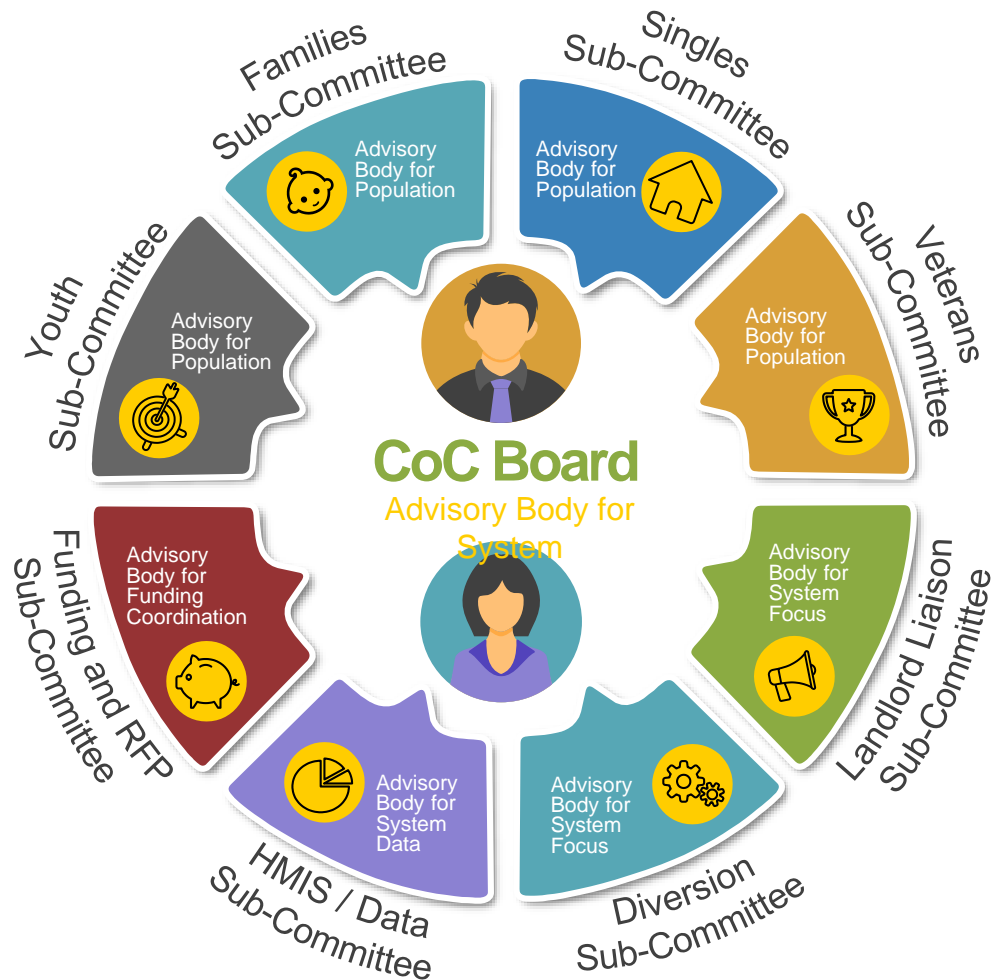 Families
Sub-Committee
Advisory
Body for
Population
Singles
Sub-Committee
Advisory
Body for
Population
Veterans
Sub-Committee
Advisory
Body for
Population
Landlord Liaison
Sub-Committee
Advisory
Body for
System
Focus
Diversion
Sub-Committee
Advisory
Body for
System
Focus
HMIS / Data
Sub-Committee
Advisory
Body for
System
Data
Funding and RFP
Sub-Committee
Advisory
Body for
Funding
Coordination
Youth
Sub-Committee
Advisory
Body for
Population
CoC Board
Advisory Body for
System